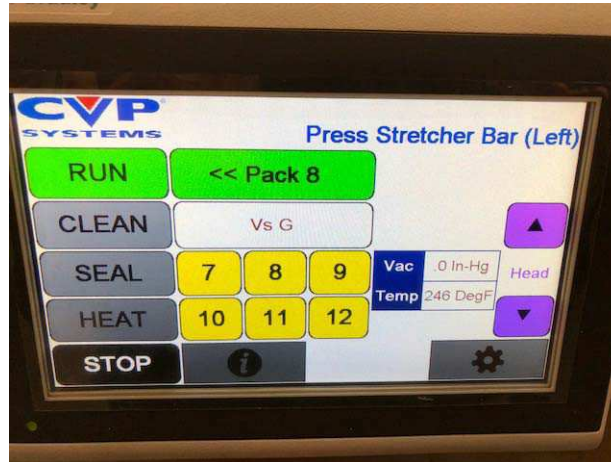 CVP
SYSTEMS
Press Stretcher Bar (Left)
RUN
<< Pack 8
CLEAN
Vs G
SEAL
7 8 9
Vac .0 In-Hg
Head
Temp 246 DegF
HEAT
10 11 12
STOP
i